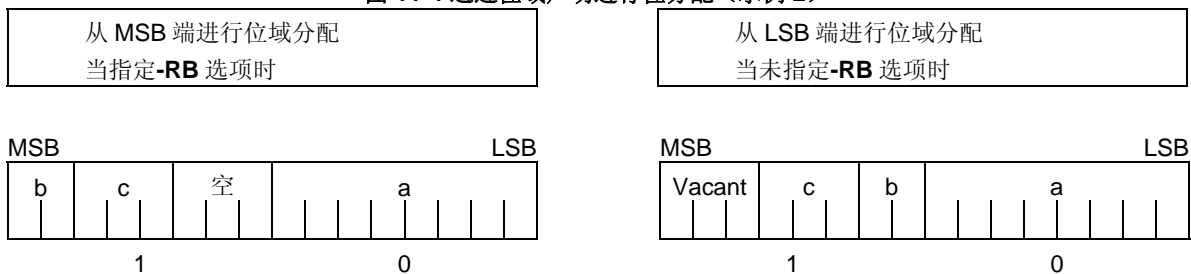 从 MSB 端进行位域分配
当指定-RB 选项时
从 LSB 端进行位域分配
当未指定-RB 选项时
MSB LSB
b c 空 a
1 0
MSB LSB
Vacant c b a
1 0